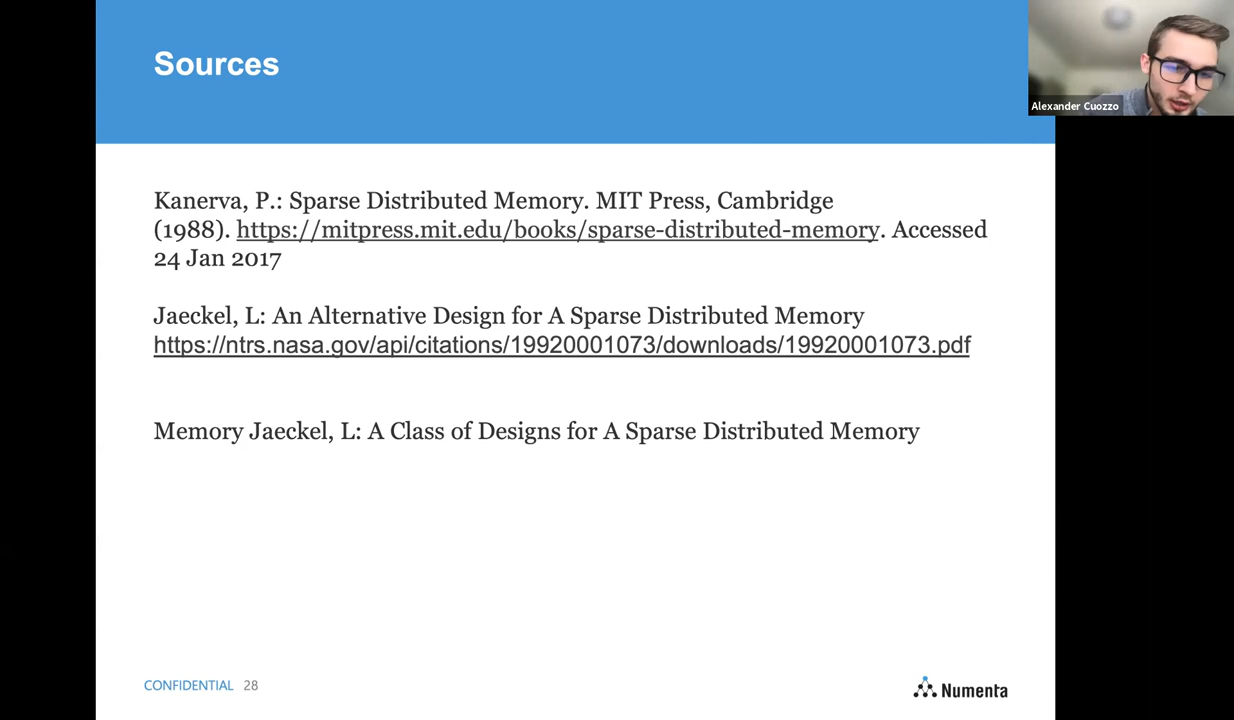 Sources
Alexander Cuozzo
Kanerva, P.: Sparse Distributed Memory. MIT Press, Cambridge
(1988). https://mitpress.mit.edu/books/sparse-distributed-memory. Accessed
24 Jan 2017
Jaeckel, L: An Alternative Design for A Sparse Distributed Memory
https://ntrs.nasa.gov/api/citations/19920001073/downloads/19920001073.pdf
Memory Jaeckel, L: A Class of Designs for A Sparse Distributed Memory
CONFIDENTIAL 28
Numenta